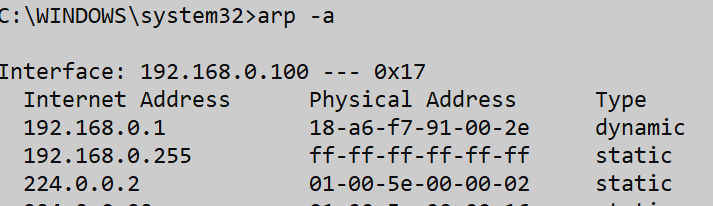 C:\WINDOWS\system32>arp -a
Interface: 192.168.0.100 --- 0x17
Internet Address Physical Address Type
192.168.0.1 18-a6-f7-91-00-2e dynamic
192.168.0.255 ff-ff-ff-ff-ff-ff static
224.0.0.2 01-00-5e-00-00-02 static